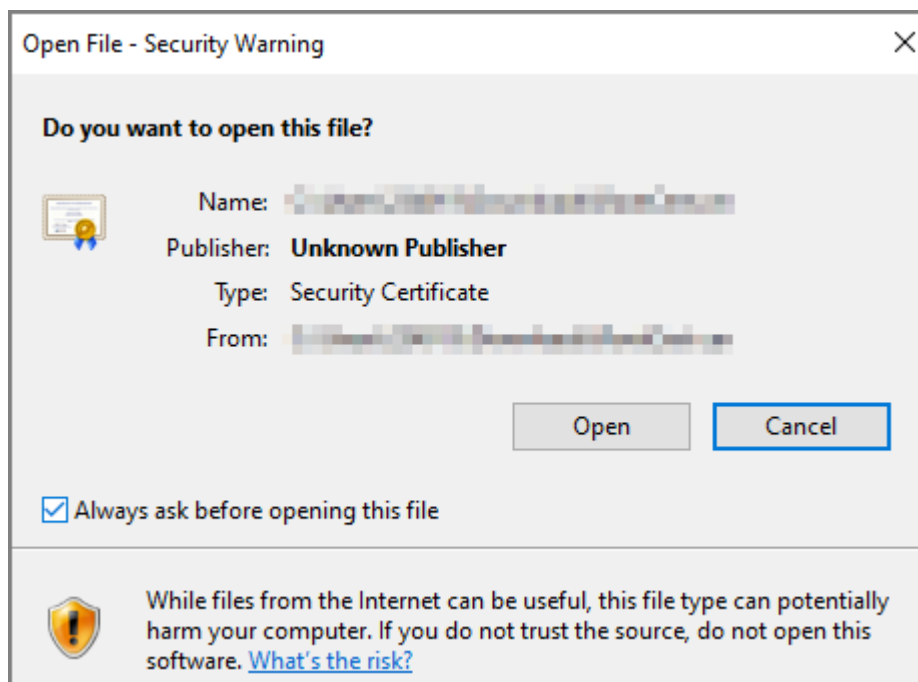 Open File - Security Warning
Do you want to open this file?
Name:
Publisher: Unknown Publisher
Type: Security Certificate
From:
Open Cancel
Always ask before opening this file
While files from the Internet can be useful, this file type can potentially
harm your computer. If you do not trust the source, do not open this
software. What's the risk?